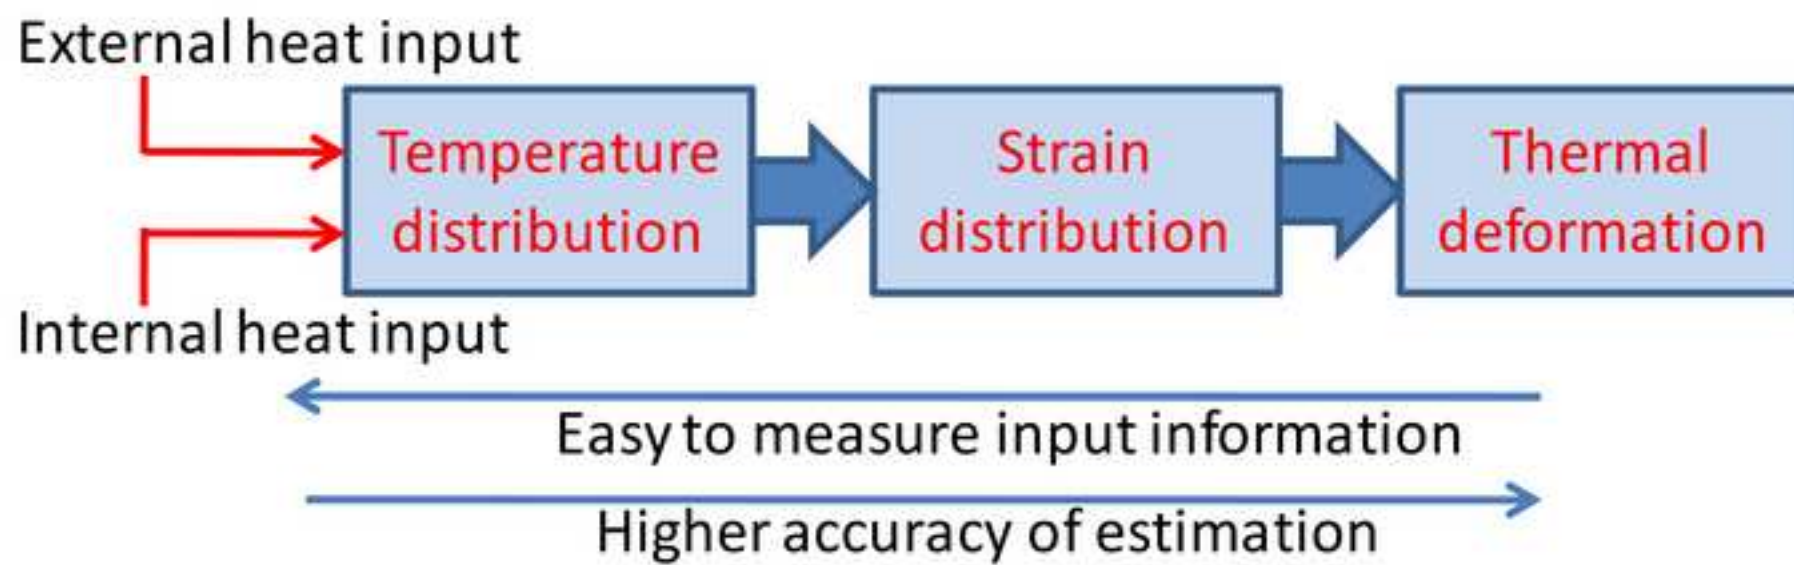 External heat input
Temperature
distribution
Strain
distribution
Thermal
deformation
Internal heat input
Easy to measure input information
Higher accuracy of estimation